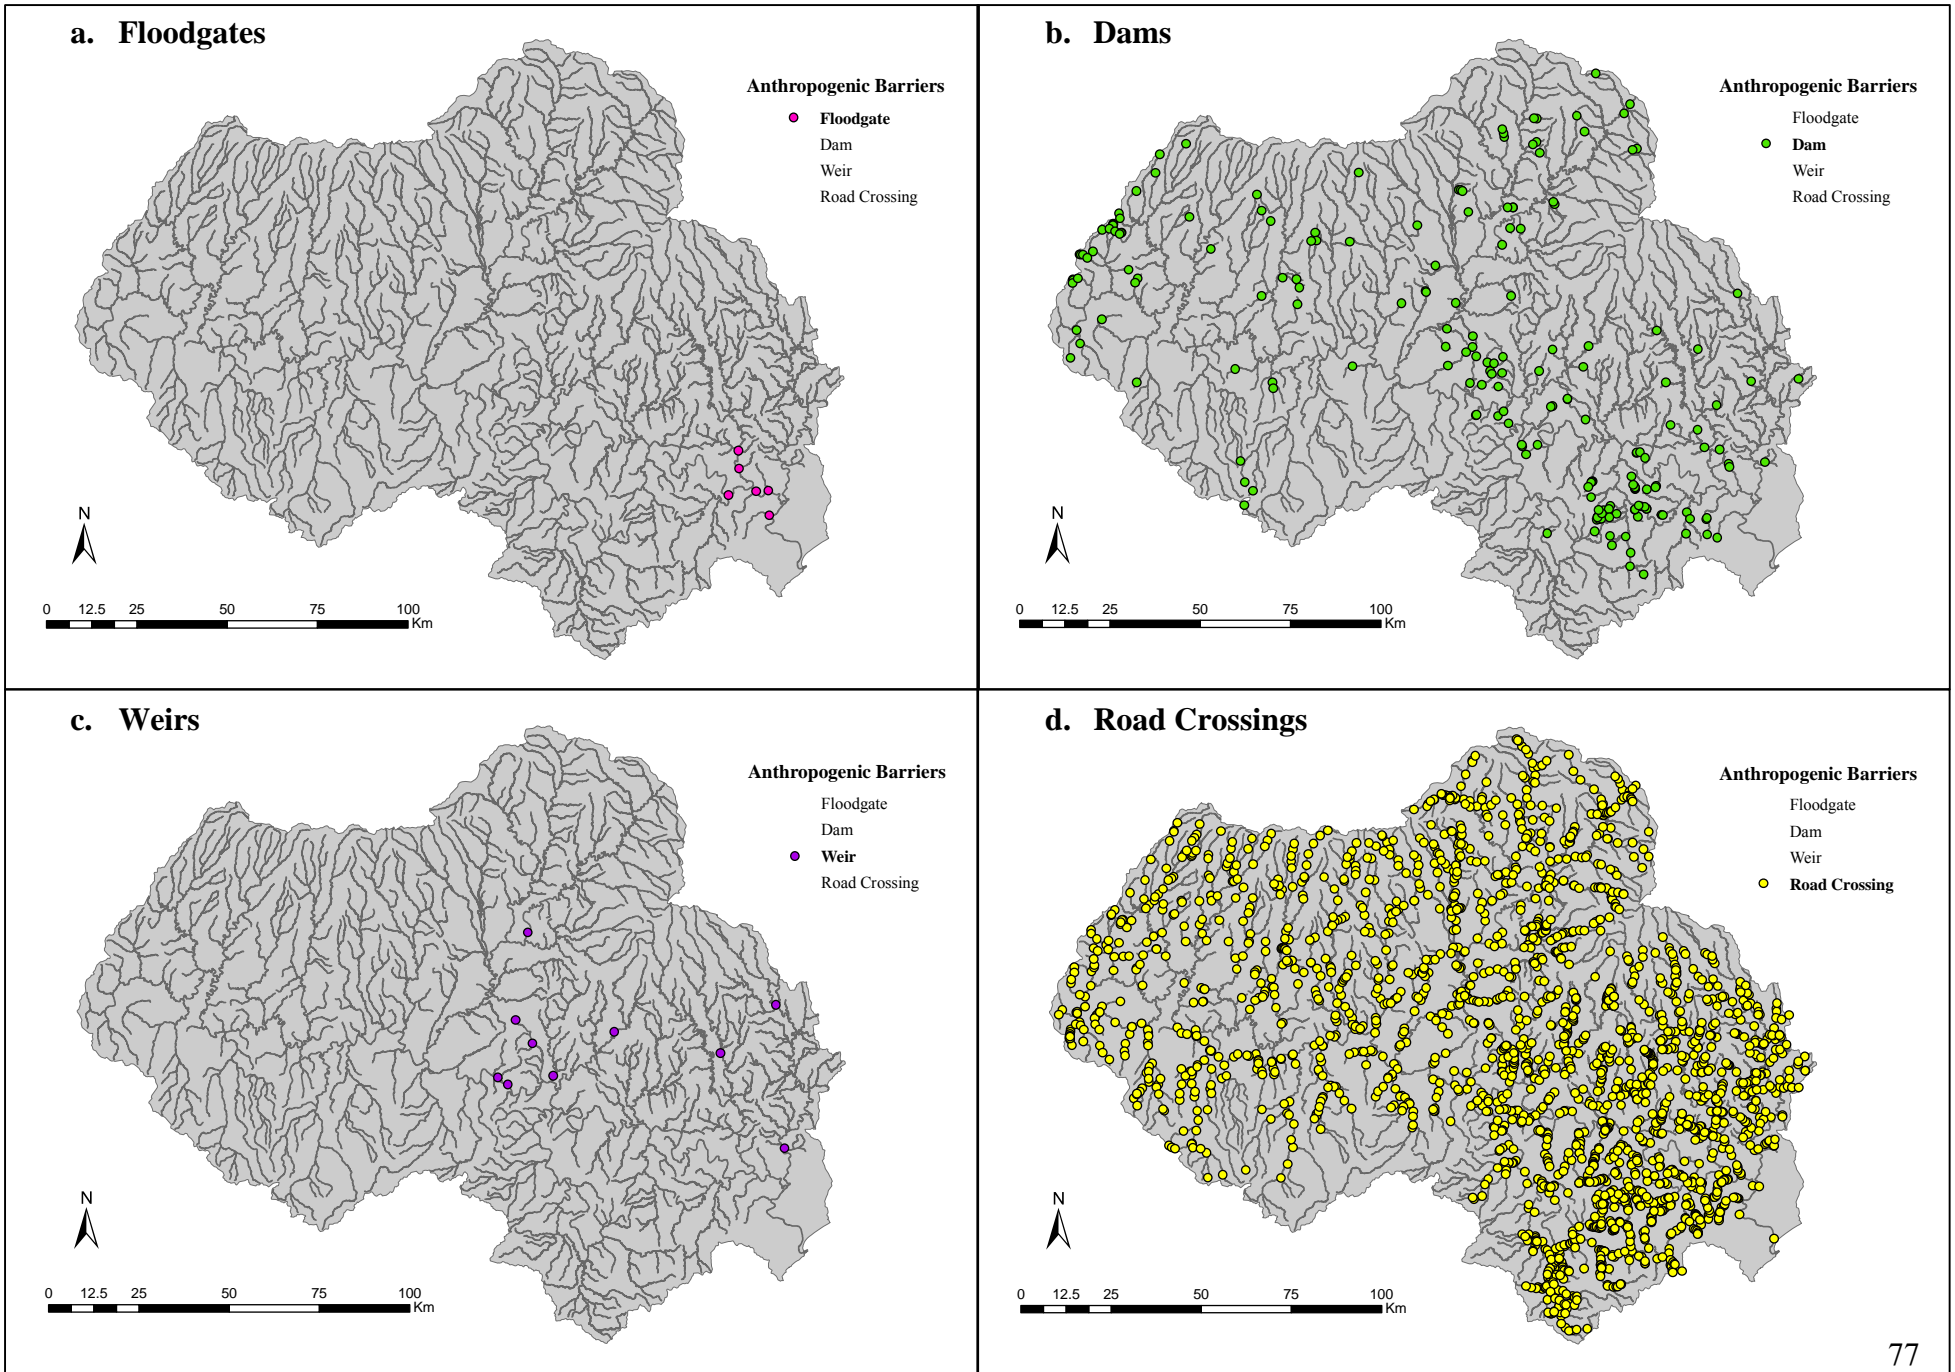 a. Floodgates
Anthropogenic Barriers
Floodgate
Dam
Weir
Road Crossing
N
0 12.5 25 50 75 100
Km
b. Dams
Anthropogenic Barriers
Floodgate
Dam
Weir
Road Crossing
N
0 12.5 25 50 75 100
Km
c. Weirs
Anthropogenic Barriers
Floodgate
Dam
Weir
Road Crossing
N
0 12.5 25 50 75 100
Km
d. Road Crossings
Anthropogenic Barriers
Floodgate
Dam
Weir
Road Crossing
N
0 12.5 25 50 75 100
Km
77